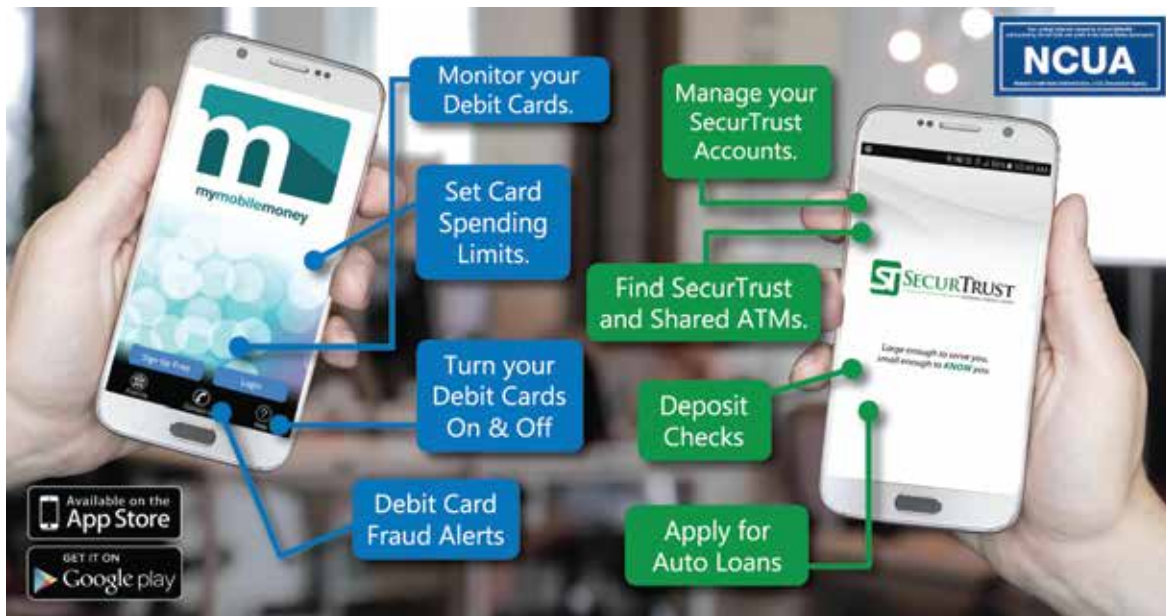 m
mymobilemoney
Sign Up Free
Login
Monitor your
Debit Cards.
Set Card
Spending
Limits.
Turn your
Debit Cards
On & Off
Debit Card
Fraud Alerts
Available on the
App Store
GET IT ON
Google play
Manage your
SecurTrust
Accounts.
Find SecurTrust
and Shared ATMs.
Deposit
Checks
Apply for
Auto Loans
ST SECURTRUST
Large enough to serve you,
small enough to KNOW you
NCUA